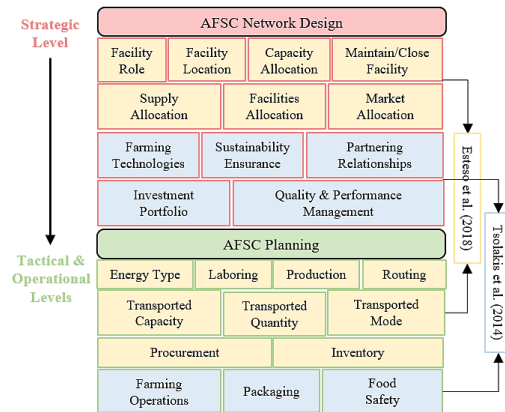 Strategic
Level
AFSC Network Design
Facility
Role
Facility
Location
Capacity
Allocation
Maintain/Close
Facility
Supply
Allocation
Facilities
Allocation
Market
Allocation
Farming
Technologies
Sustainability
Ensurance
Partnering
Relationships
Investment
Portfolio
Quality & Performance
Management
Tactical &
Operational
Levels
AFSC Planning
Energy Type
Laboring
Production
Routing
Transported
Capacity
Transported
Quantity
Transported
Mode
Procurement
Inventory
Farming
Operations
Packaging
Food
Safety
Esteso et al. (2018)
Tsolakis et al. (2014)